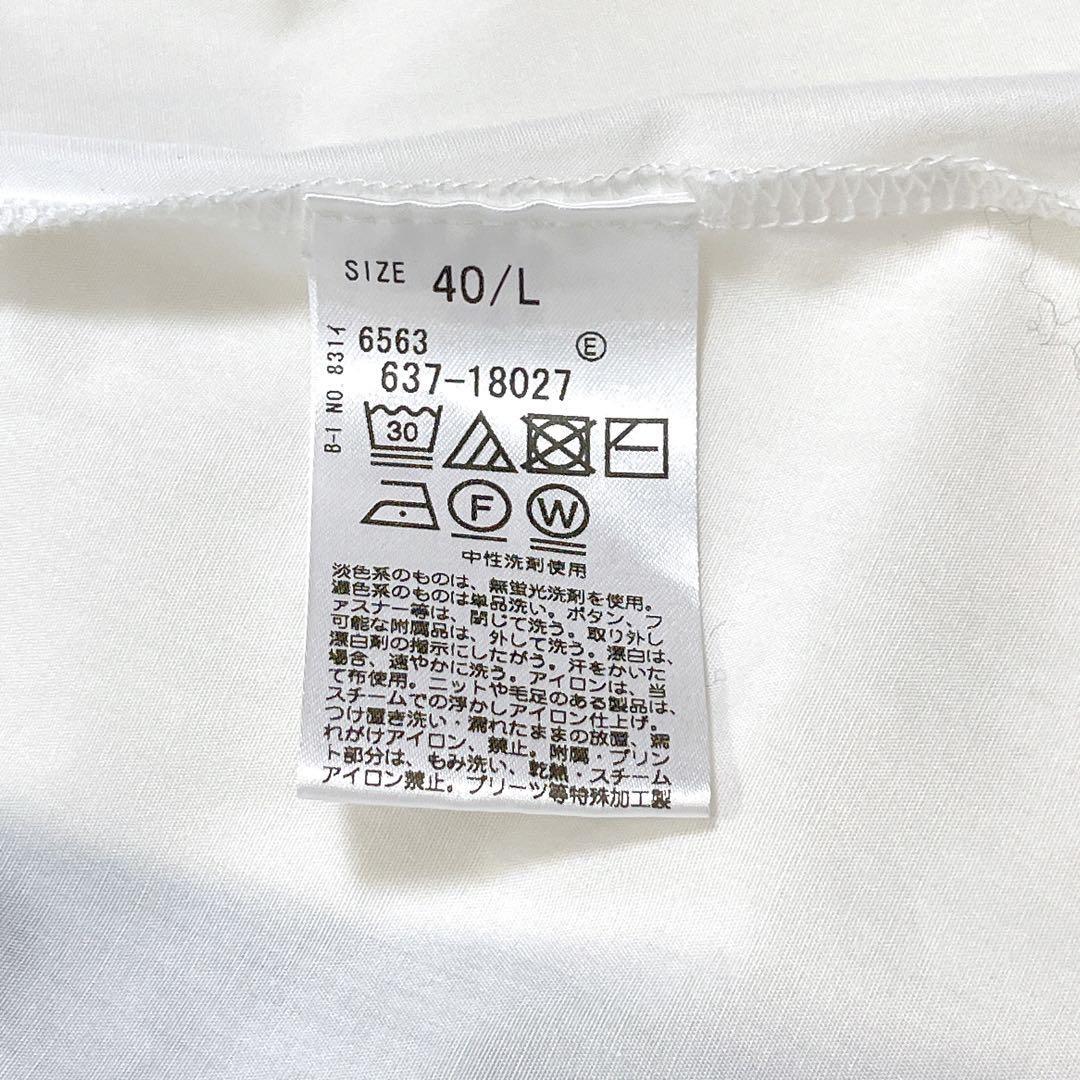 SIZE 40/L
B-1 NO 831イ
6563 Ⓔ
637-18027
30
F W
中性洗剤使用
淡色系のものは、無蛍光洗剤を使用。
濃色系のものは単品洗い。ボタン、フ
ァスナー等は、閉じて洗う。取り外し
可能な附属品は、外して洗う。漂白は、
漂白剤の指示にしたがう。汗をかいた
場合、速やかに洗う。アイロンは、当
て布使用。ニットや毛足のある製品は、
スチームでの浮かしアイロン仕上げ。
つけ置き洗い・濡れたままの放置、濡
れがけアイロン、禁止。附属・プリン
ト部分は、もみ洗い、乾熱・スチーム
アイロン禁止。プリーツ等特殊加工製